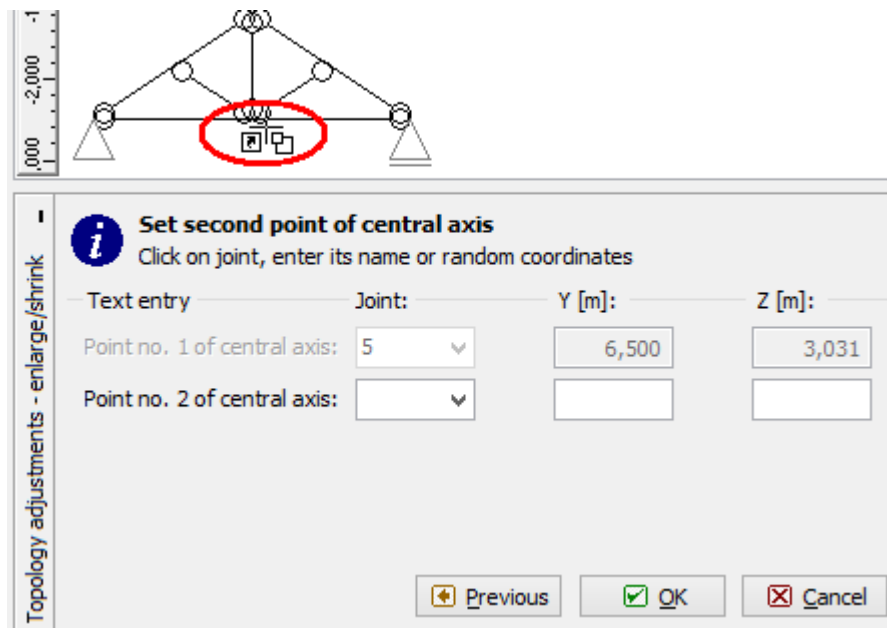 -1
-2,000
,000
Set second point of central axis
Click on joint, enter its name or random coordinates
Text entry Joint: Y [m]: Z [m]:
Point no. 1 of central axis: 5 6,500 3,031
Point no. 2 of central axis:
Topology adjustments - enlarge/shrink
Previous OK Cancel